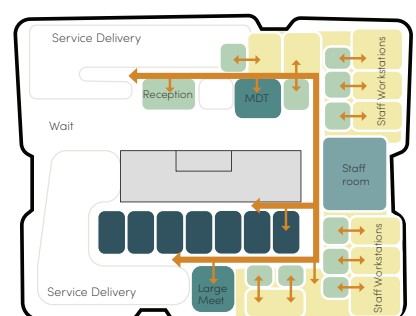 Service Delivery
Reception
MDT
Staff Workstations
Wait
Staff
room
Service Delivery
Large
Meet
Staff Workstations